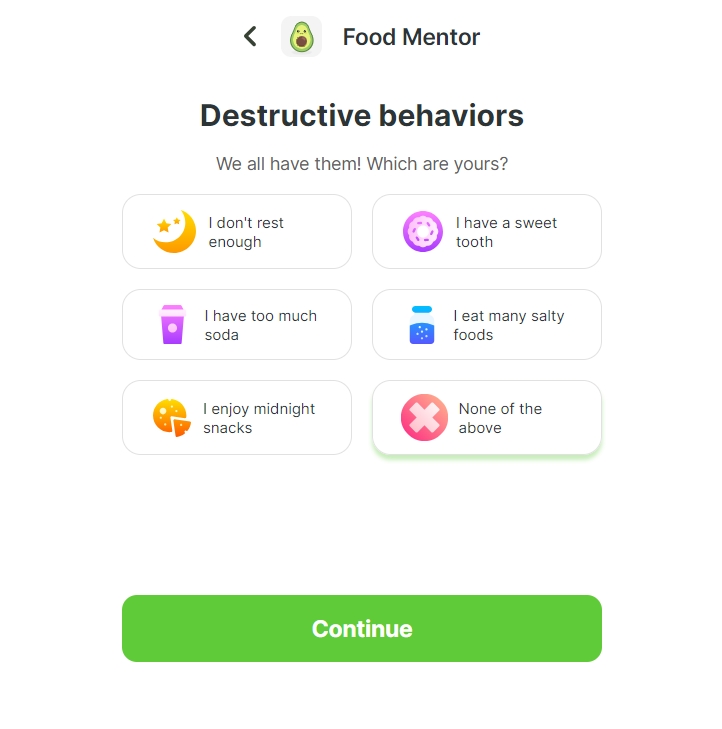 Food Mentor
Destructive behaviors
We all have them! Which are yours?
I don't rest
enough
I have a sweet
tooth
I have too much
soda
I eat many salty
foods
I enjoy midnight
snacks
None of the
above
Continue